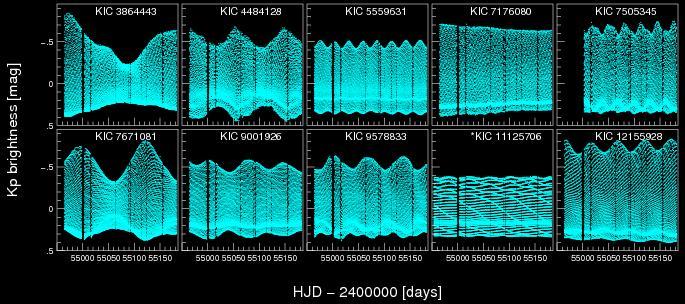 KIC 3864443 KIC 4484128 KIC 5559631 KIC 7176080 KIC 7505345
−.5
0
.5
KIC 7671081 KIC 9001926 KIC 9578833 *KIC 11125706 KIC 12155928
−.5
0
.5
Kp brightness [mag]
55000 55050 55100 55150 55000 55050 55100 55150 55000 55050 55100 55150 55000 55050 55100 55150 55000 55050 55100 55150
HJD − 2400000 [days]